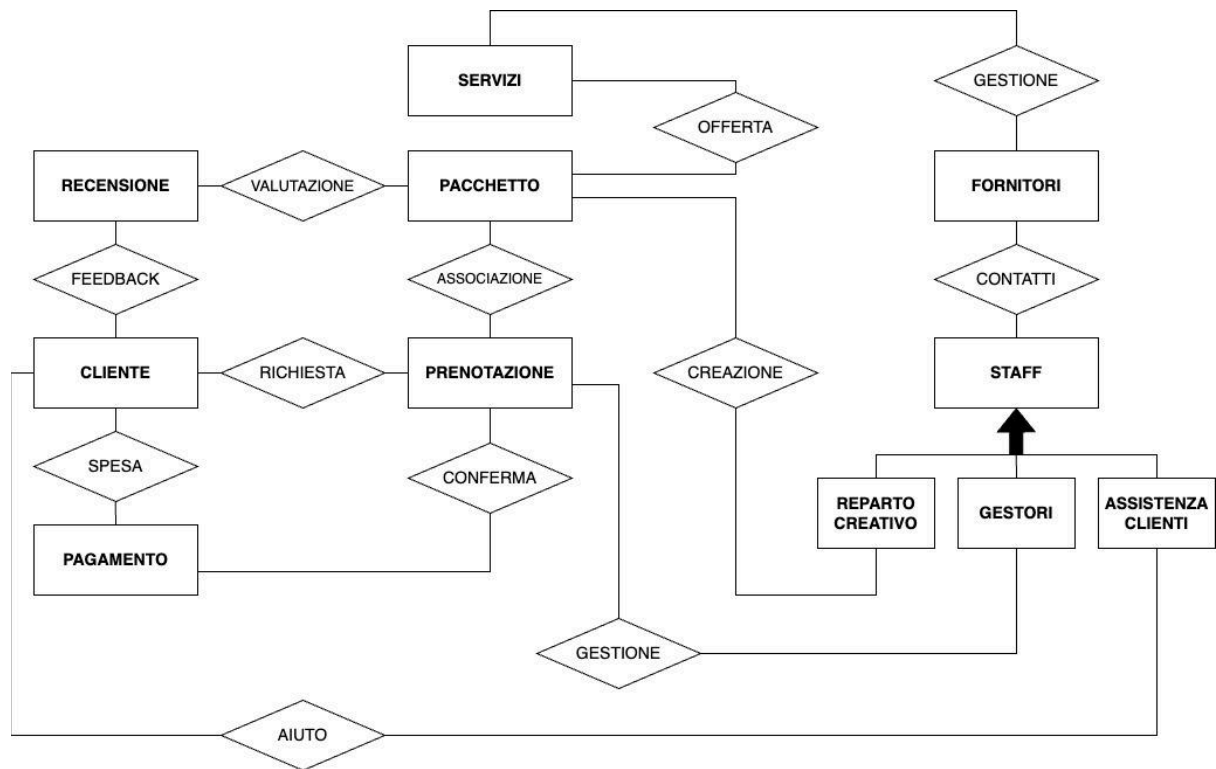 SERVIZI
GESTIONE
OFFERTA
RECENSIONE
VALUTAZIONE
PACCHETTO
FORNITORI
FEEDBACK
ASSOCIAZIONE
CONTATTI
CLIENTE
RICHIESTA
PRENOTAZIONE
CREAZIONE
STAFF
SPESA
CONFERMA
REPARTO
CREATIVO
GESTORI
ASSISTENZA
CLIENTI
PAGAMENTO
GESTIONE
AIUTO